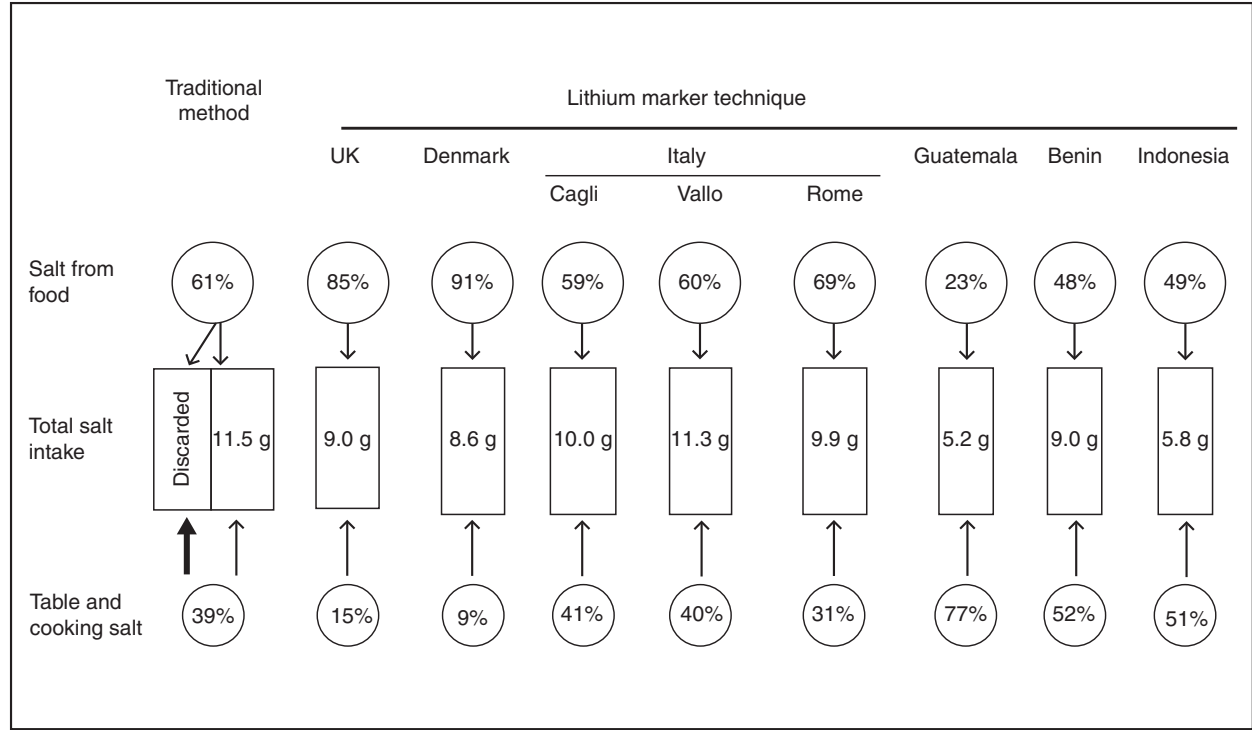 Traditional
method
Lithium marker technique
UK Denmark Italy Guatemala Benin Indonesia
Cagli Vallo Rome
Salt from
food
61% 85% 91% 59% 60% 69% 23% 48% 49%
Total salt
intake
Discarded 11.5 g 9.0 g 8.6 g 10.0 g 11.3 g 9.9 g 5.2 g 9.0 g 5.8 g
Table and
cooking salt
39% 15% 9% 41% 40% 31% 77% 52% 51%